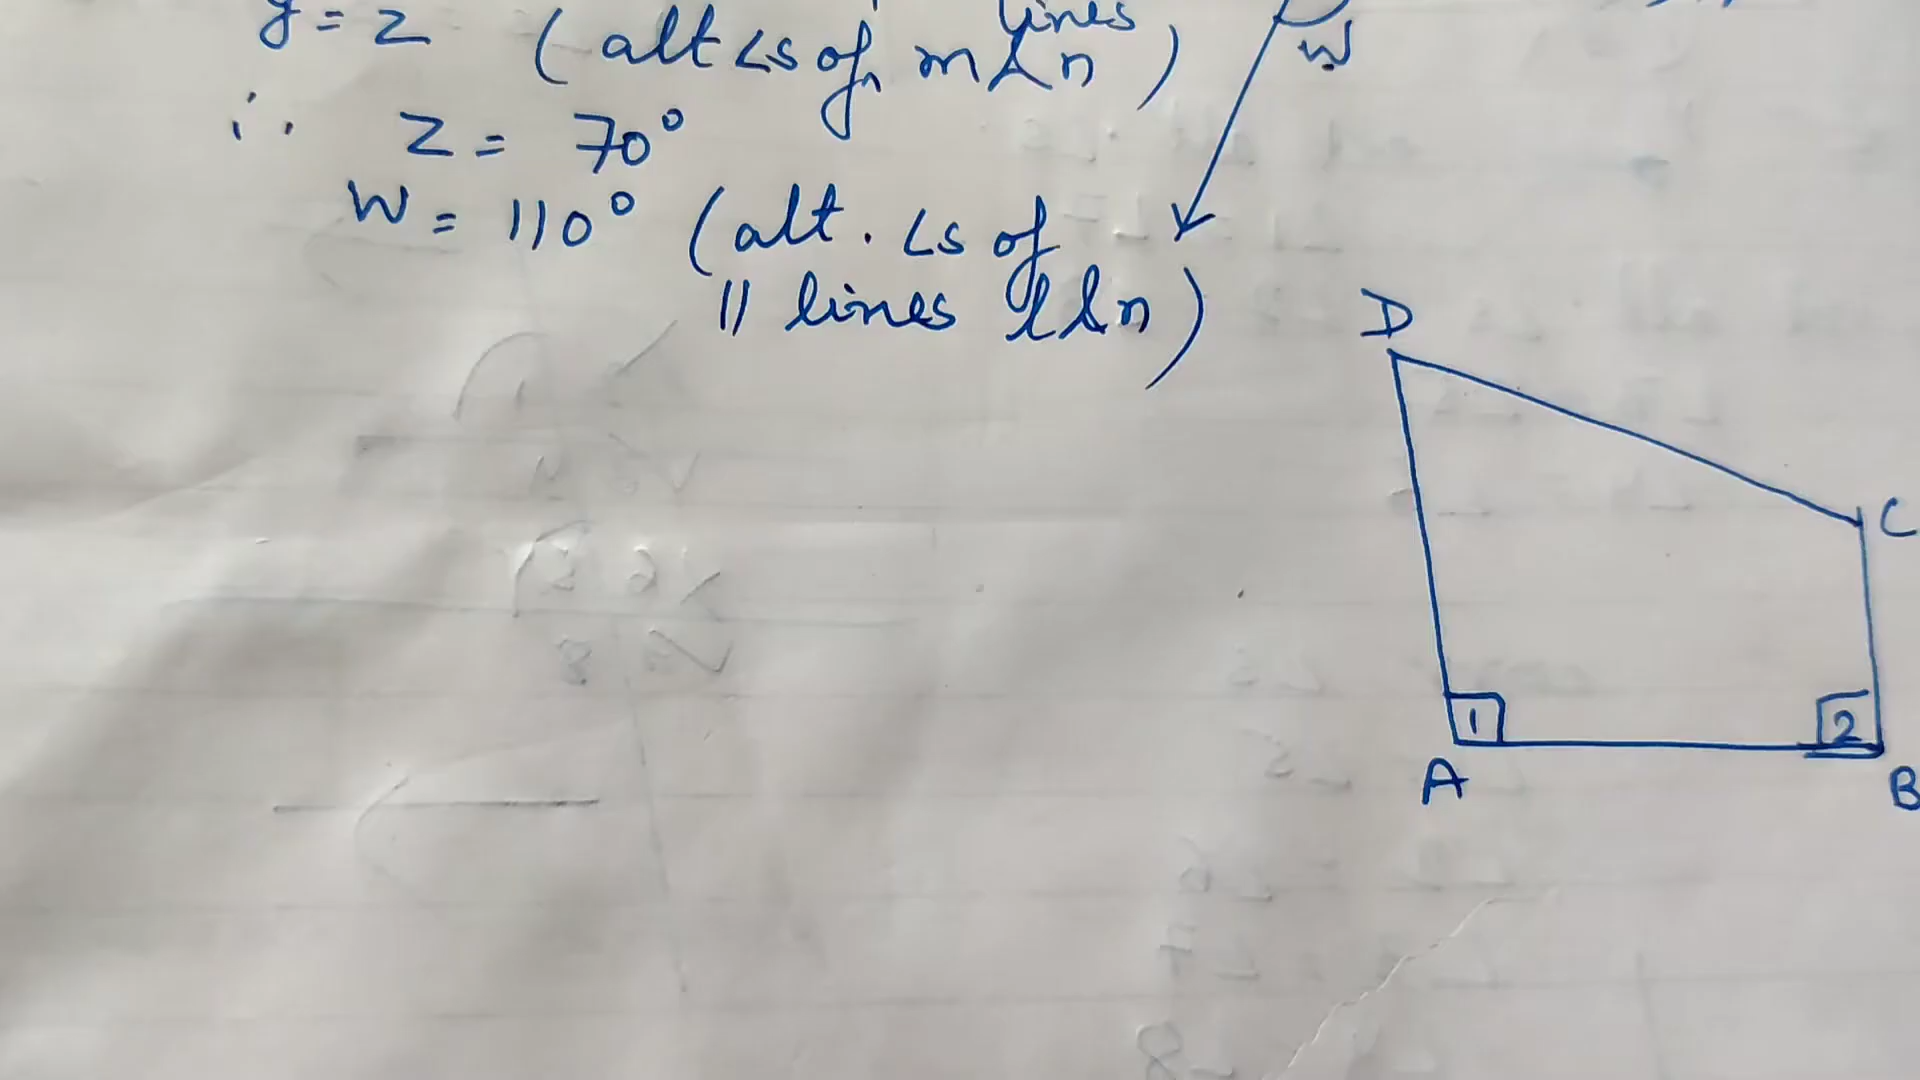 y = z (alt ∠s of lines m & n)
∴ z = 70°
W = 110° (alt. ∠s of
|| lines l & n)
W
D
C
1
2
A
B